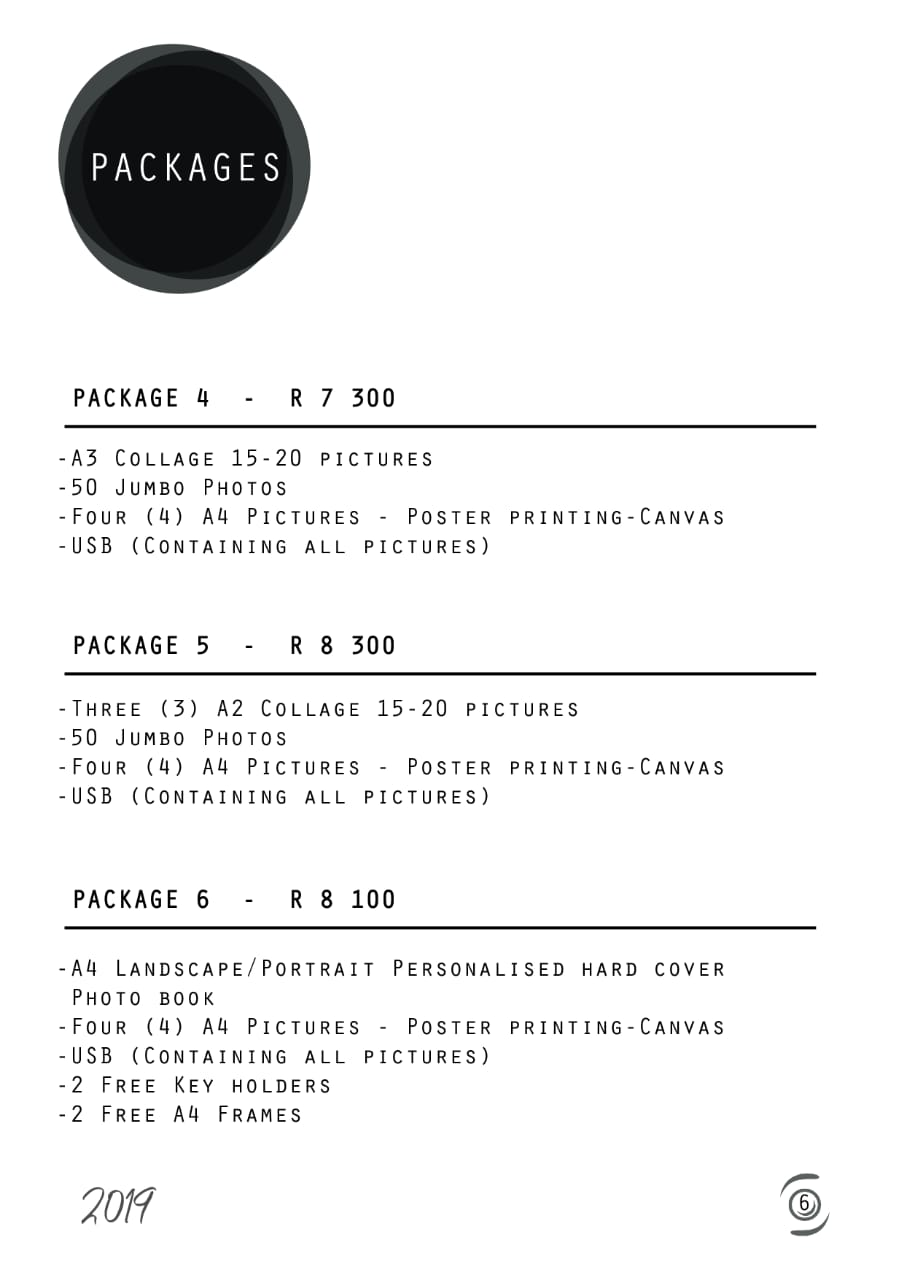 PACKAGES
PACKAGE 4 - R 7 300
-A3 Collage 15-20 pictures
-50 Jumbo Photos
-Four (4) A4 Pictures - Poster printing-Canvas
-USB (Containing all pictures)
PACKAGE 5 - R 8 300
-Three (3) A2 Collage 15-20 pictures
-50 Jumbo Photos
-Four (4) A4 Pictures - Poster printing-Canvas
-USB (Containing all pictures)
PACKAGE 6 - R 8 100
-A4 Landscape/Portrait Personalised hard cover
Photo book
-Four (4) A4 Pictures - Poster printing-Canvas
-USB (Containing all pictures)
-2 Free Key holders
-2 Free A4 Frames
2019
6